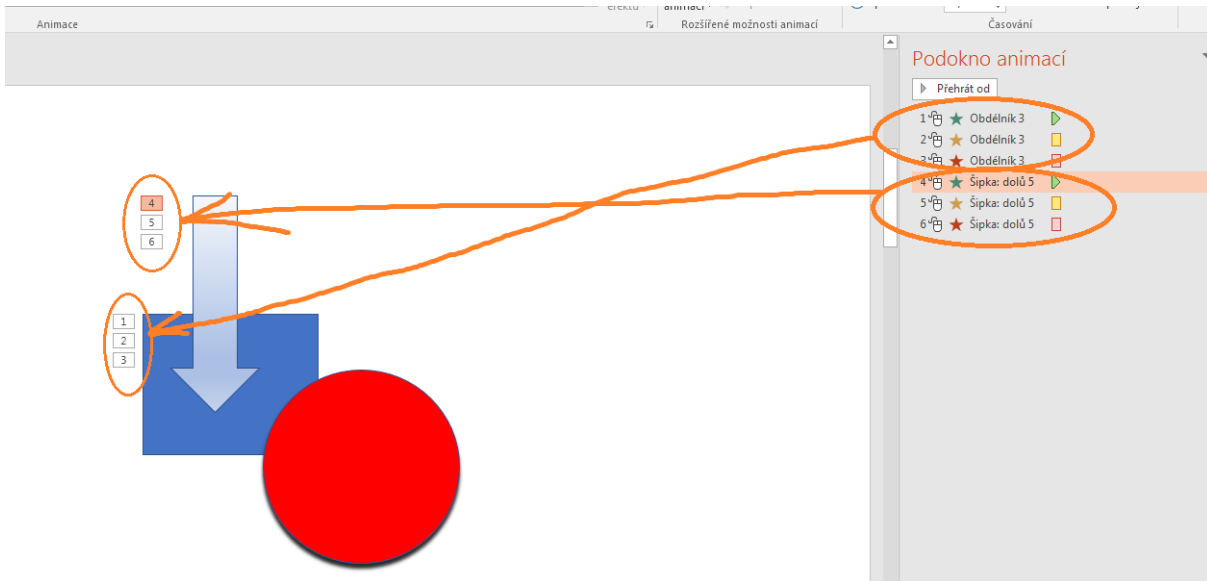 animací
Animace
Rozšířené možnosti animací
Časování
Podokno animací
Přehrát od
1 Obdélník 3
2 Obdélník 3
3 Obdélník 3
4 Šipka: dolů 5
5 Šipka: dolů 5
6 Šipka: dolů 5
4
5
6
1
2
3